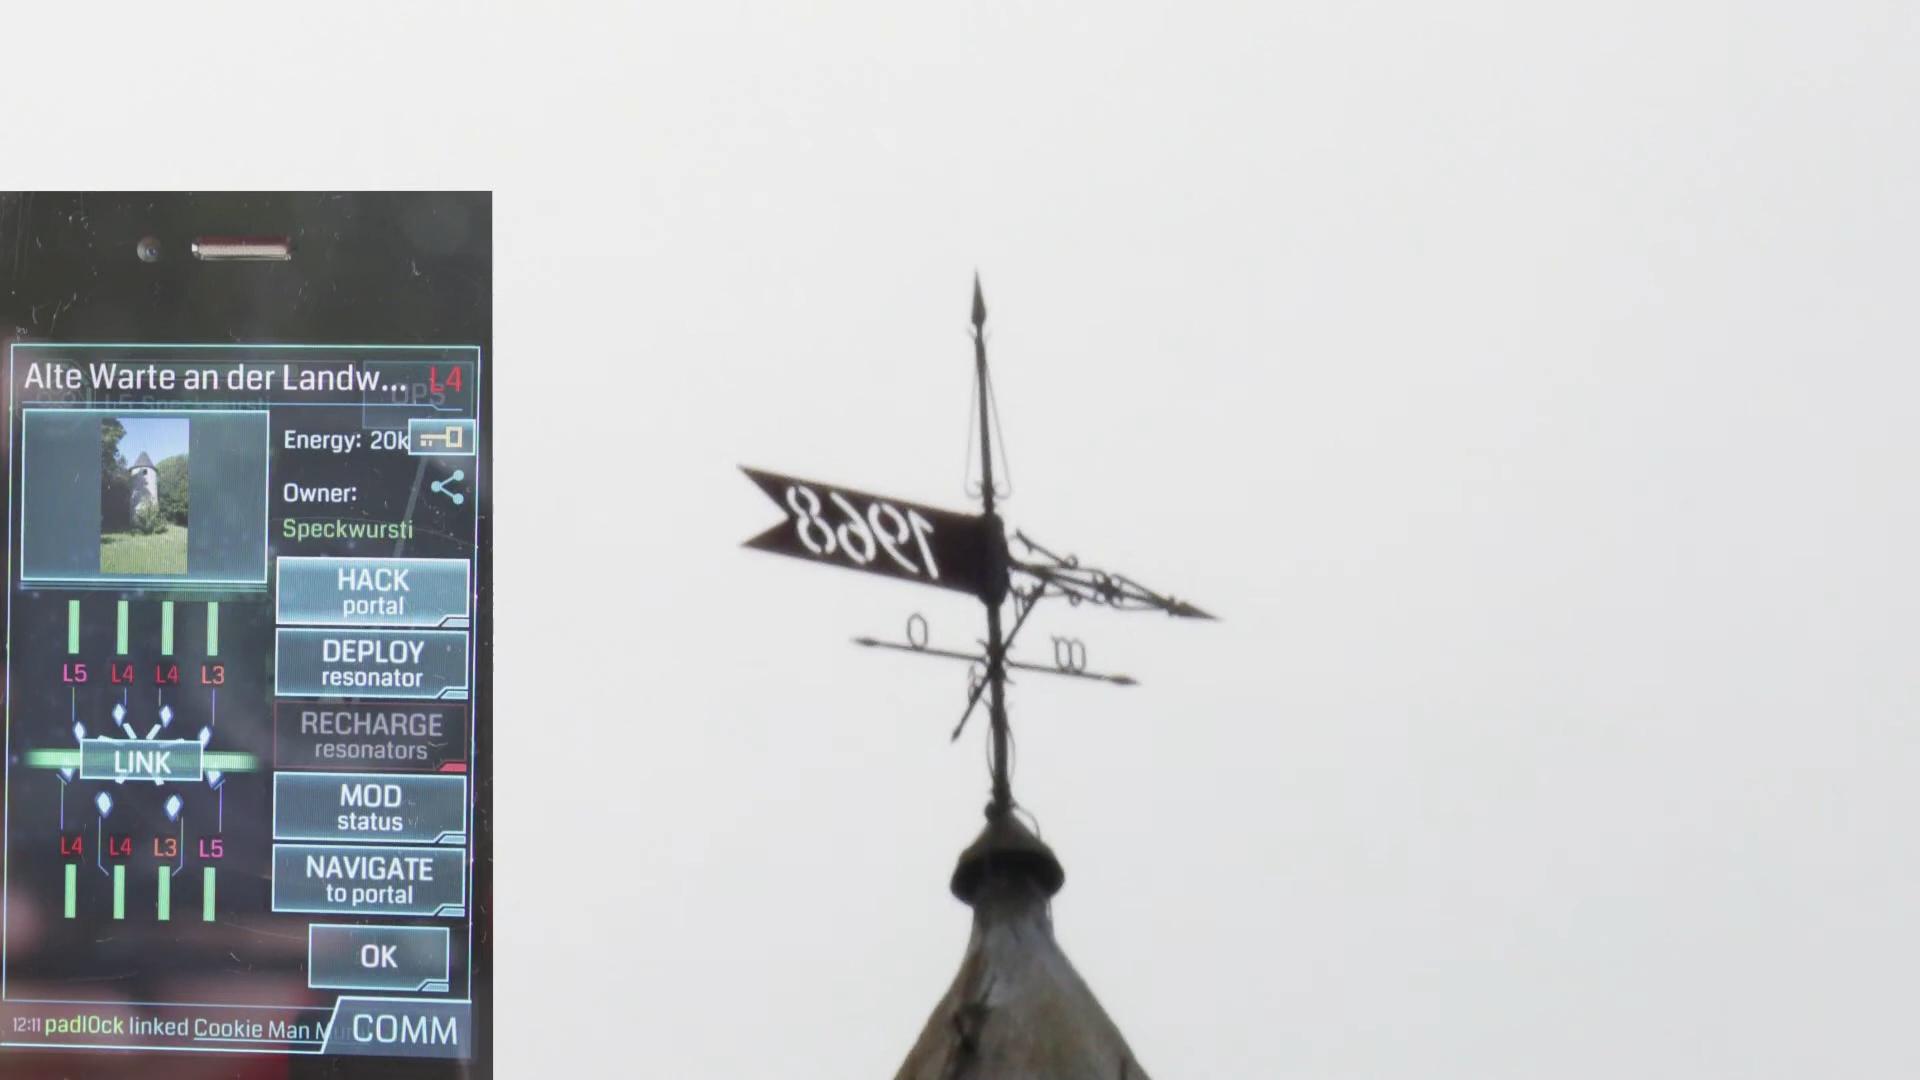 Alte Warte an der Landw... L4
Energy: 20k
Owner:
Speckwursti
HACK
portal
DEPLOY
resonator
RECHARGE
resonators
MOD
status
NAVIGATE
to portal
L5 L4 L4 L3
LINK
L4 L4 L3 L5
OK
12:11 padl0ck linked Cookie Man
COMM
1968
O